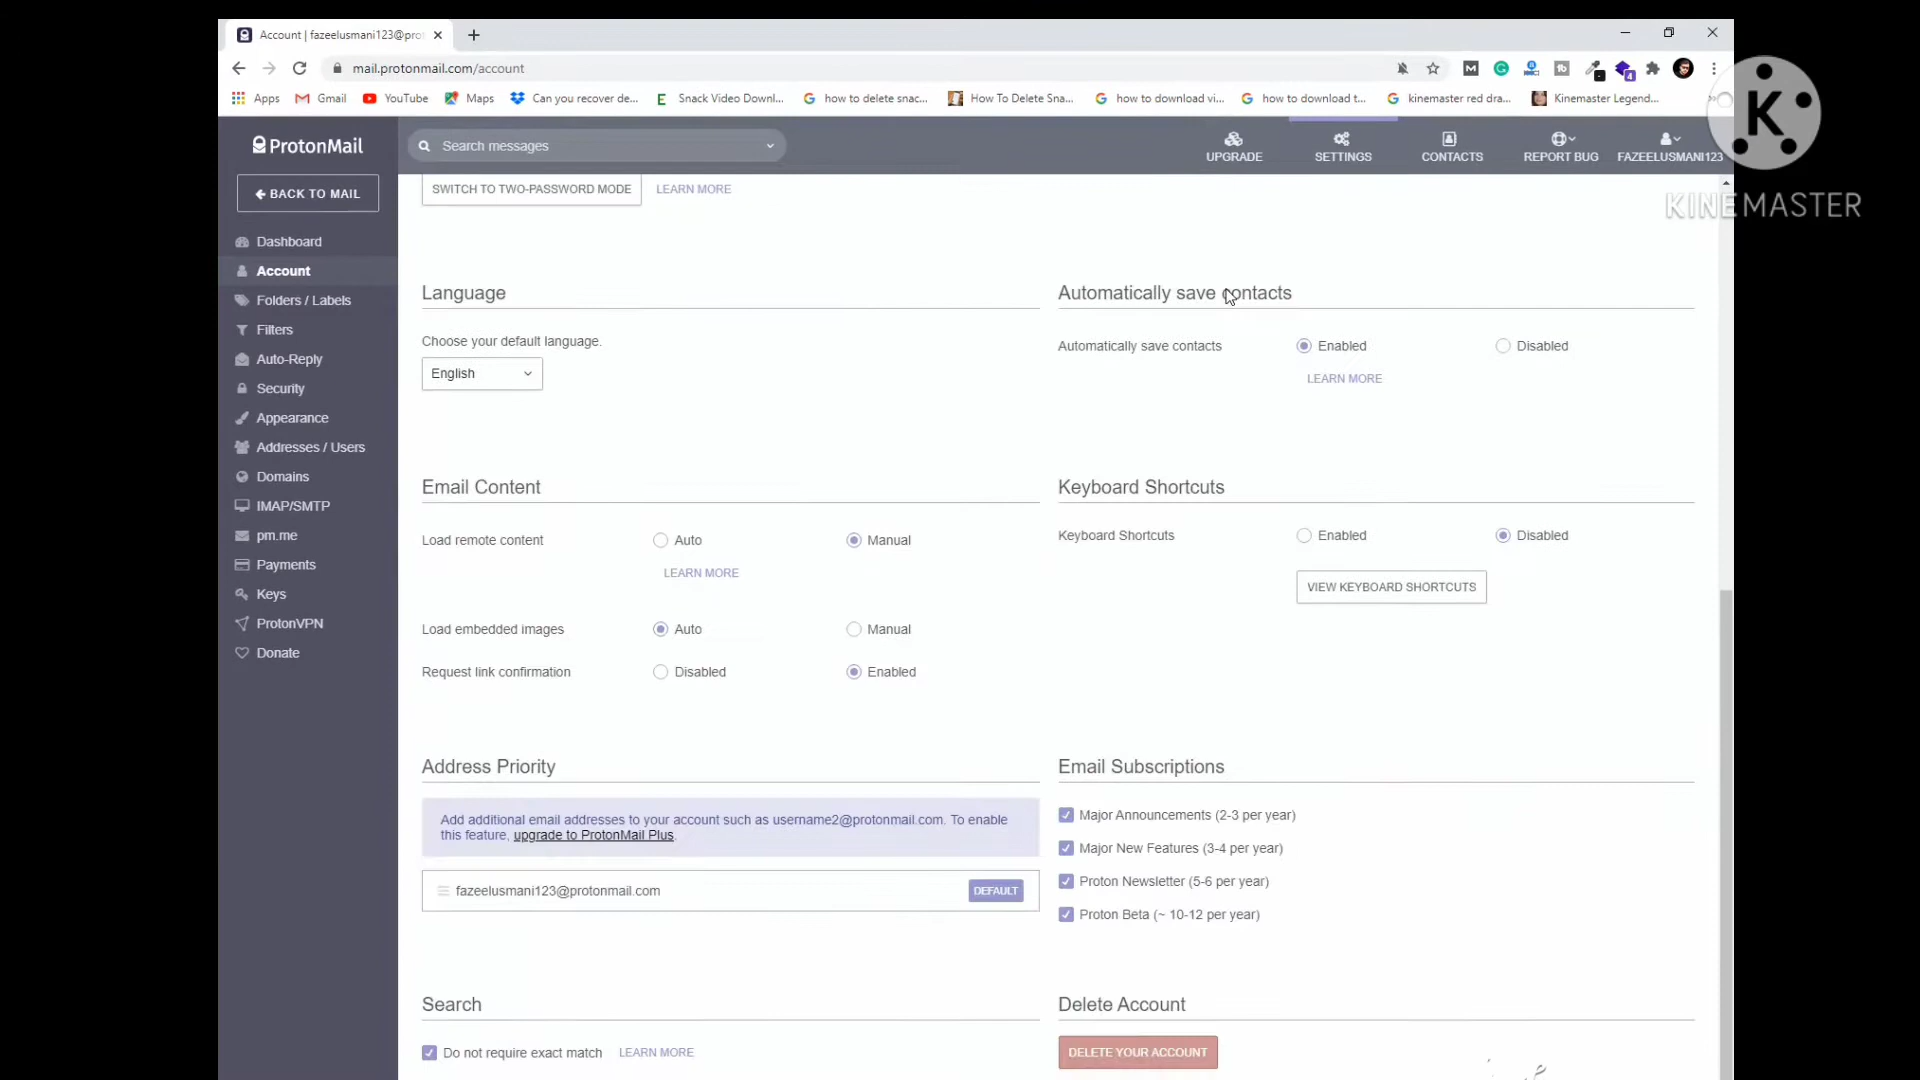 Account | fazeelusmani123@pro
mail.protonmail.com/account
Apps
Gmail
YouTube
Maps
Can you recover de...
Snack Video Downl...
how to delete snac...
How To Delete Sna...
how to download vi...
how to download t...
kinemaster red dra...
Kinemaster Legend...
K
KINEMASTER
ProtonMail
Search messages
UPGRADE
SETTINGS
CONTACTS
REPORT BUG
FAZEELUSMANI123
BACK TO MAIL
Dashboard
Account
Folders / Labels
Filters
Auto-Reply
Security
Appearance
Addresses / Users
Domains
IMAP/SMTP
pm.me
Payments
Keys
ProtonVPN
Donate
SWITCH TO TWO-PASSWORD MODE
LEARN MORE
Language
Choose your default language.
English
Automatically save contacts
Automatically save contacts
Enabled
Disabled
LEARN MORE
Email Content
Load remote content
Auto
Manual
LEARN MORE
Load embedded images
Auto
Manual
Request link confirmation
Disabled
Enabled
Keyboard Shortcuts
Keyboard Shortcuts
Enabled
Disabled
VIEW KEYBOARD SHORTCUTS
Address Priority
Add additional email addresses to your account such as username2@protonmail.com. To enable
this feature, upgrade to ProtonMail Plus.
fazeelusmani123@protonmail.com
DEFAULT
Email Subscriptions
Major Announcements (2-3 per year)
Major New Features (3-4 per year)
Proton Newsletter (5-6 per year)
Proton Beta (~ 10-12 per year)
Search
Do not require exact match
LEARN MORE
Delete Account
DELETE YOUR ACCOUNT